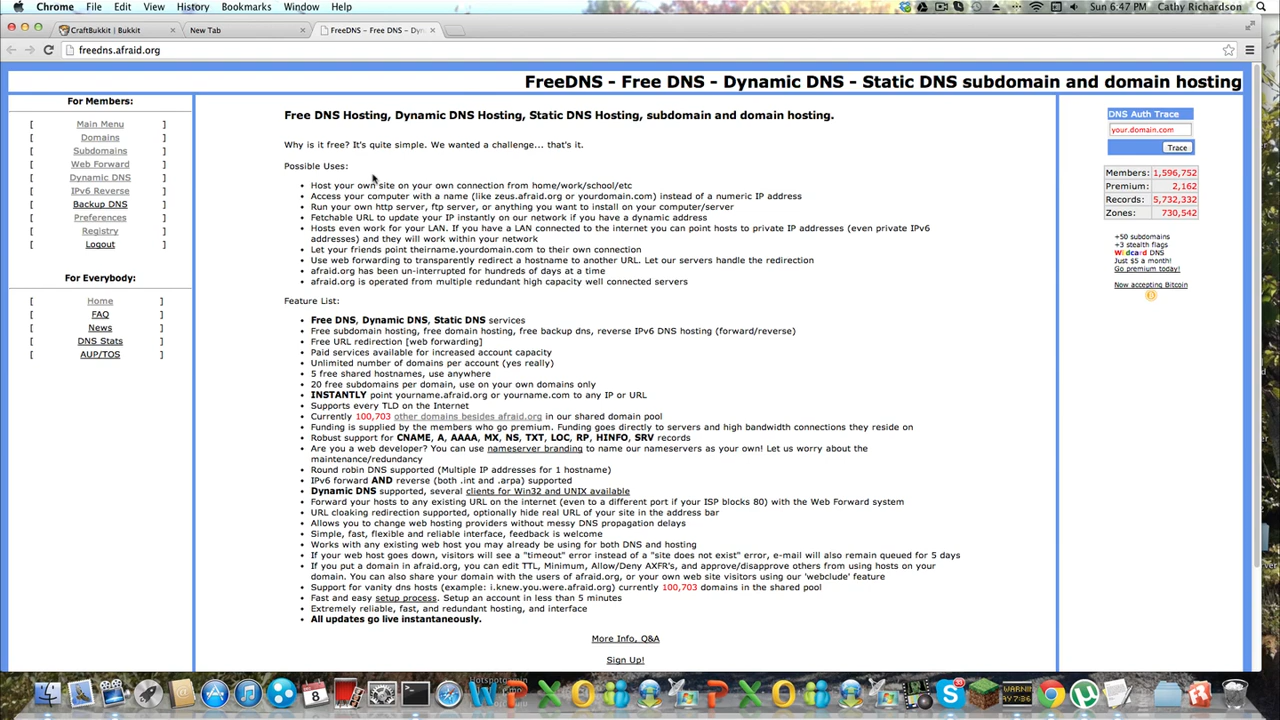 Chrome File Edit View History Bookmarks Window Help
Sun 6:47 PM Cathy Richardson
CraftBukkit | Bukkit
New Tab
FreeDNS - Free DNS - Dyn
freedns.afraid.org
FreeDNS - Free DNS - Dynamic DNS - Static DNS subdomain and domain hosting
For Members:
[ Main Menu ]
[ Domains ]
[ Subdomains ]
[ Web Forward ]
[ Dynamic DNS ]
[ IPv6 Reverse ]
[ Backup DNS ]
[ Preferences ]
[ Registry ]
[ Logout ]
For Everybody:
[ Home ]
[ FAQ ]
[ News ]
[ DNS Stats ]
[ AUP/TOS ]
Free DNS Hosting, Dynamic DNS Hosting, Static DNS Hosting, subdomain and domain hosting.
Why is it free? It's quite simple. We wanted a challenge... that's it.
Possible Uses:
• Host your own site on your own connection from home/work/school/etc
• Access your computer with a name (like zeus.afraid.org or yourdomain.com) instead of a numeric IP address
• Run your own http server, ftp server, or anything you want to install on your computer/server
• Fetchable URL to update your IP instantly on our network if you have a dynamic address
• Hosts even work for your LAN. If you have a LAN connected to the internet you can point hosts to private IP addresses (even private IPV6
addresses) and they will work within your network
• Let your friends point theirname.yourdomain.com to their own connection
• Use web forwarding to transparently redirect a hostname to another URL. Let our servers handle the redirection
• afraid.org has been un-interrupted for hundreds of days at a time
• afraid.org is operated from multiple redundant high capacity well connected servers
Feature List:
• Free DNS, Dynamic DNS, Static DNS services
• Free subdomain hosting, free domain hosting, free backup dns, reverse IPv6 DNS hosting (forward/reverse)
• Free URL redirection [web forwarding]
• Paid services available for increased account capacity
• Unlimited number of domains per account (yes really)
• 5 free shared hostnames, use anywhere
• 20 free subdomains per domain, use on your own domains only
• INSTANTLY point yourname.afraid.org or yourname.com to any IP or URL
• Supports every TLD on the Internet
• Currently 100,703 other domains besides afraid.org in our shared domain pool
• Funding is supplied by the members who go premium. Funding goes directly to servers and high bandwidth connections they reside on
• Robust support for CNAME, A, AAAA, MX, NS, TXT, LOC, RP, HINFO, SRV records
• Are you a web developer? You can use nameserver branding to name our nameservers as your own! Let us worry about the
maintenance/redundancy
• Round robin DNS supported (Multiple IP addresses for 1 hostname)
• IPv6 forward AND reverse (both .int and .arpa) supported
• Dynamic DNS supported, several clients for Win32 and UNIX available
• Forward your hosts to any existing URL on the internet (even to a different port if your ISP blocks 80) with the Web Forward system
• URL cloaking redirection supported, optionally hide real URL of your site in the address bar
• Allows you to change web hosting providers without messy DNS propagation delays
• Simple, fast, flexible and reliable interface, feedback is welcome
• Works with any existing web host you may already be using for both DNS and hosting
• If your web host goes down, visitors will see a "timeout" error instead of a "site does not exist" error, e-mail will also remain queued for 5 days
• If you put a domain in afraid.org, you can edit TTL, Minimum, Allow/Deny AXFR's, and approve/disapprove others from using hosts on your
domain. You can also share your domain with the users of afraid.org, or your own web site visitors using our 'webclude' feature
• Support for vanity dns hosts (example: i.knew.you.were.afraid.org) currently 100,703 domains in the shared pool
• Fast and easy setup process. Setup an account in less than 5 minutes
• Extremely reliable, fast, and redundant hosting, and interface
• All updates go live instantaneously.
More Info, Q&A
Sign Up!
DNS Auth Trace
your.domain.com
Trace
Members: 1,596,752
Premium: 2,162
Records: 5,732,332
Zones: 730,542
+50 subdomains
+3 stealth flags
Wildcard DNS
Just $5 a month!
Go premium today!
Now accepting Bitcoin